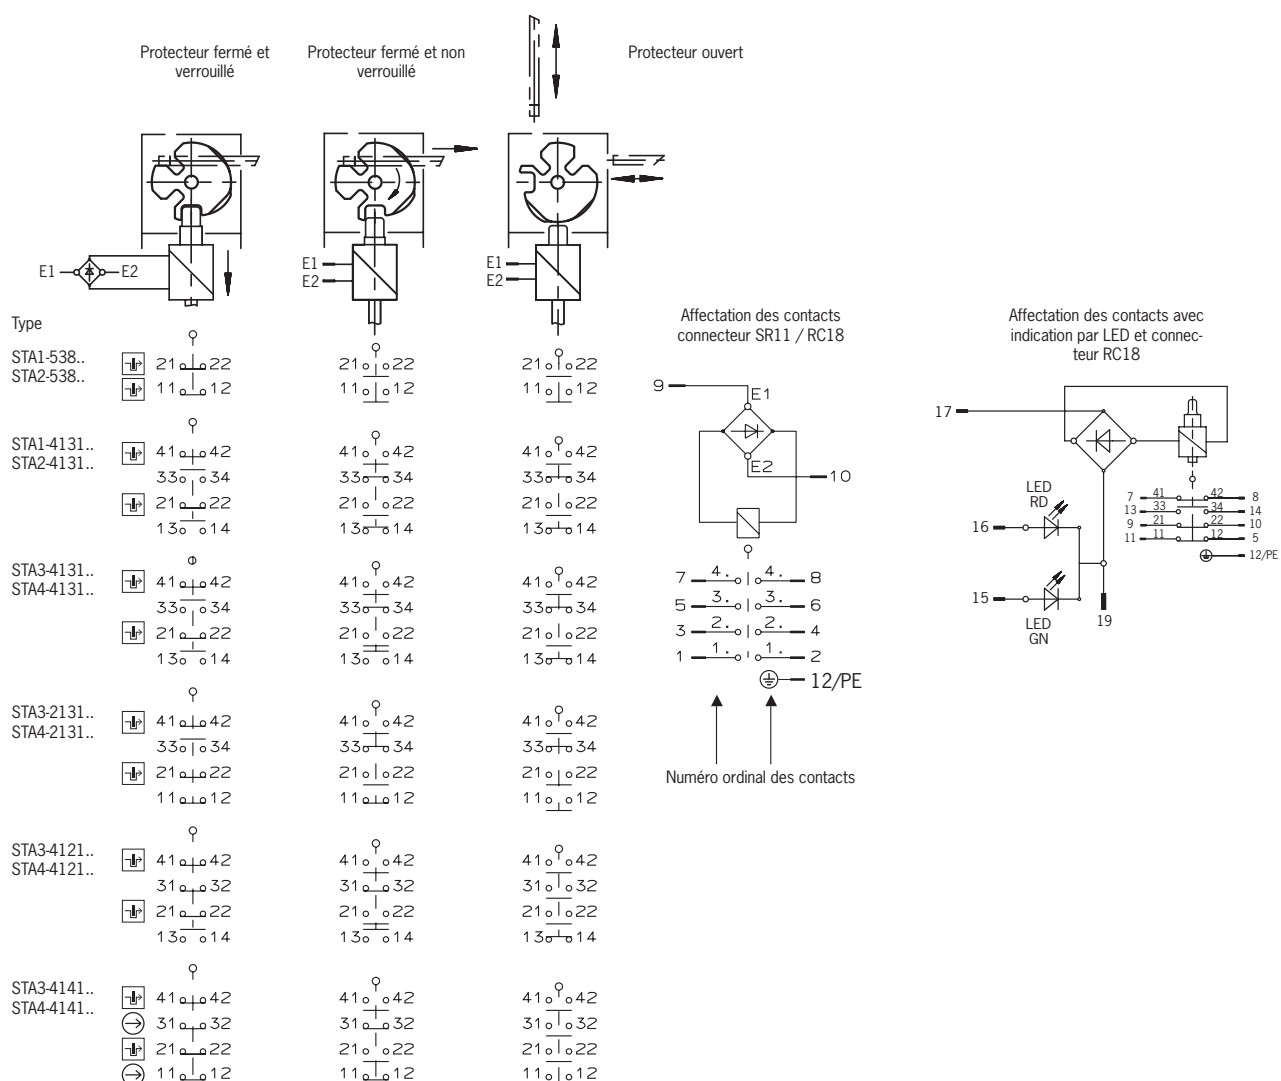 Protecteur fermé et
verrouillé
Protecteur fermé et non
verrouillé
Protecteur ouvert
E1
E2
E1
E2
E1
E2
Type
STA1-538..
STA2-538..
21 22
11 12
21 22
11 12
21 22
11 12
STA1-4131..
STA2-4131..
41 42
33 34
21 22
13 14
41 42
33 34
21 22
13 14
41 42
33 34
21 22
13 14
STA3-4131..
STA4-4131..
41 42
33 34
21 22
13 14
41 42
33 34
21 22
13 14
41 42
33 34
21 22
13 14
STA3-2131..
STA4-2131..
41 42
33 34
21 22
11 12
41 42
33 34
21 22
11 12
41 42
33 34
21 22
11 12
STA3-4121..
STA4-4121..
41 42
31 32
21 22
13 14
41 42
31 32
21 22
13 14
41 42
31 32
21 22
13 14
STA3-4141..
STA4-4141..
41 42
31 32
21 22
11 12
41 42
31 32
21 22
11 12
41 42
31 32
21 22
11 12
Affectation des contacts
connecteur SR11 / RC18
9
E1
E2
10
7 4. 4. 8
5 3. 3. 6
3 2. 2. 4
1 1. 1. 2
12/PE
Numéro ordinal des contacts
Affectation des contacts avec
indication par LED et connec-
teur RC18
17
LED
RD
16
15
LED
GN
19
7 41 42 8
13 33 34 14
9 21 22 10
11 11 12 5
12/PE